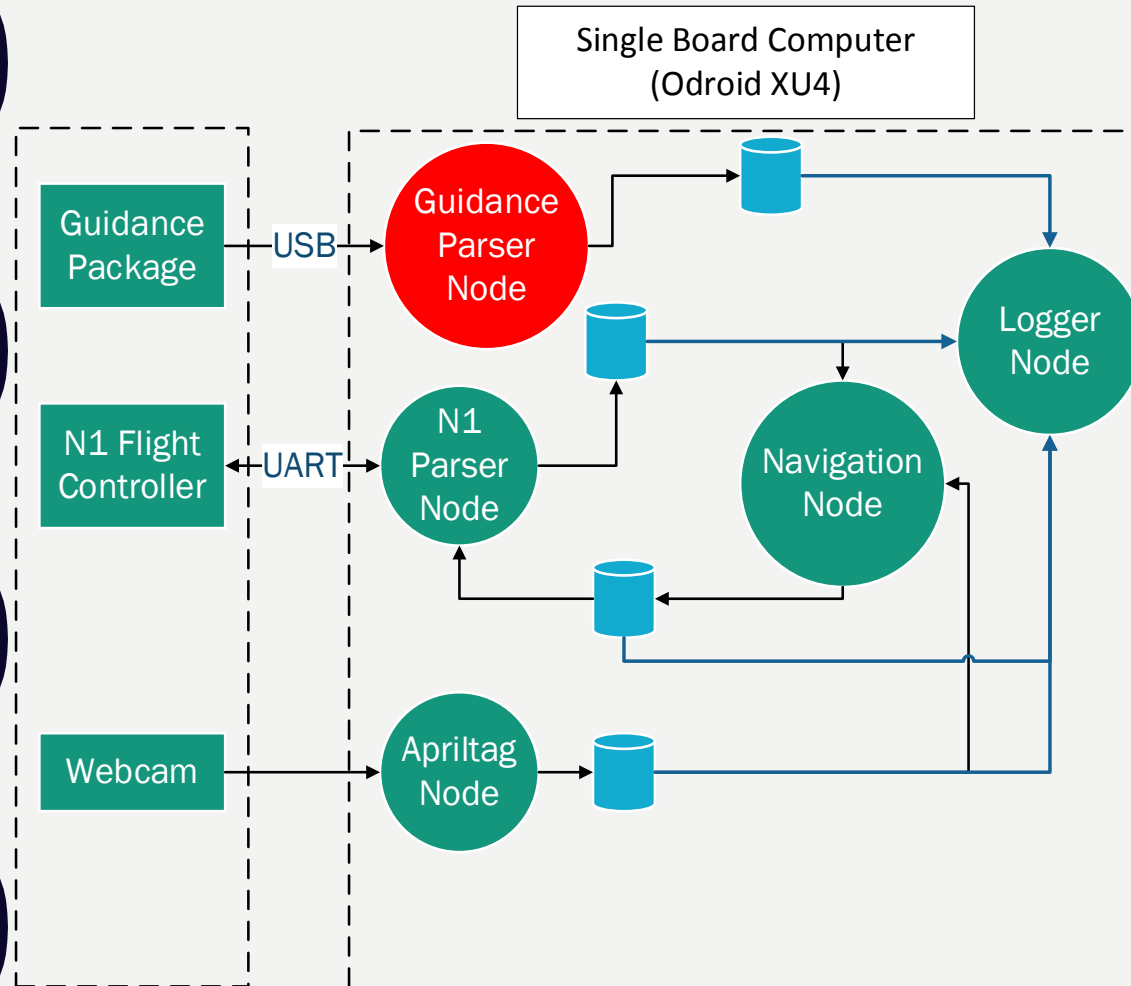 Single Board Computer
(Odroid XU4)
Guidance
Package
USB
Guidance
Parser
Node
Logger
Node
N1 Flight
Controller
UART
N1
Parser
Node
Navigation
Node
Webcam
Apriltag
Node